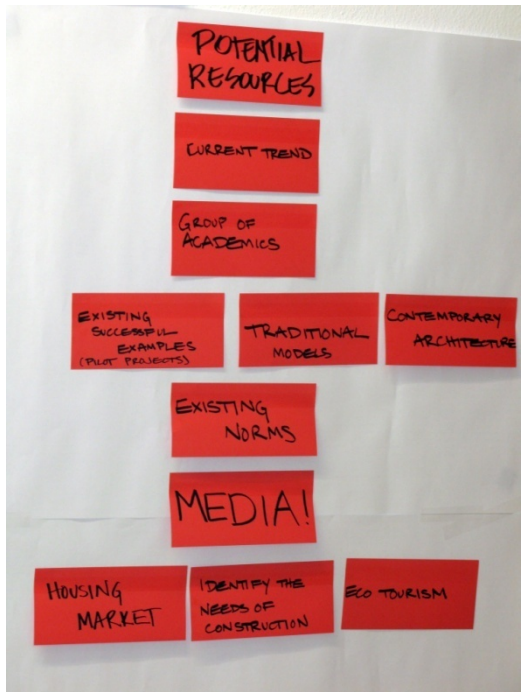 POTENTIAL
RESOURCES
CURRENT TREND
GROUP OF
ACADEMICS
EXISTING
SUCCESSFUL
EXAMPLES
(PILOT PROJECTS)
TRADITIONAL
MODELS
CONTEMPORARY
ARCHITECTURE
EXISTING
NORMS
MEDIA!
HOUSING
MARKET
IDENTIFY THE
NEEDS OF
CONSTRUCTION
ECO TOURISM